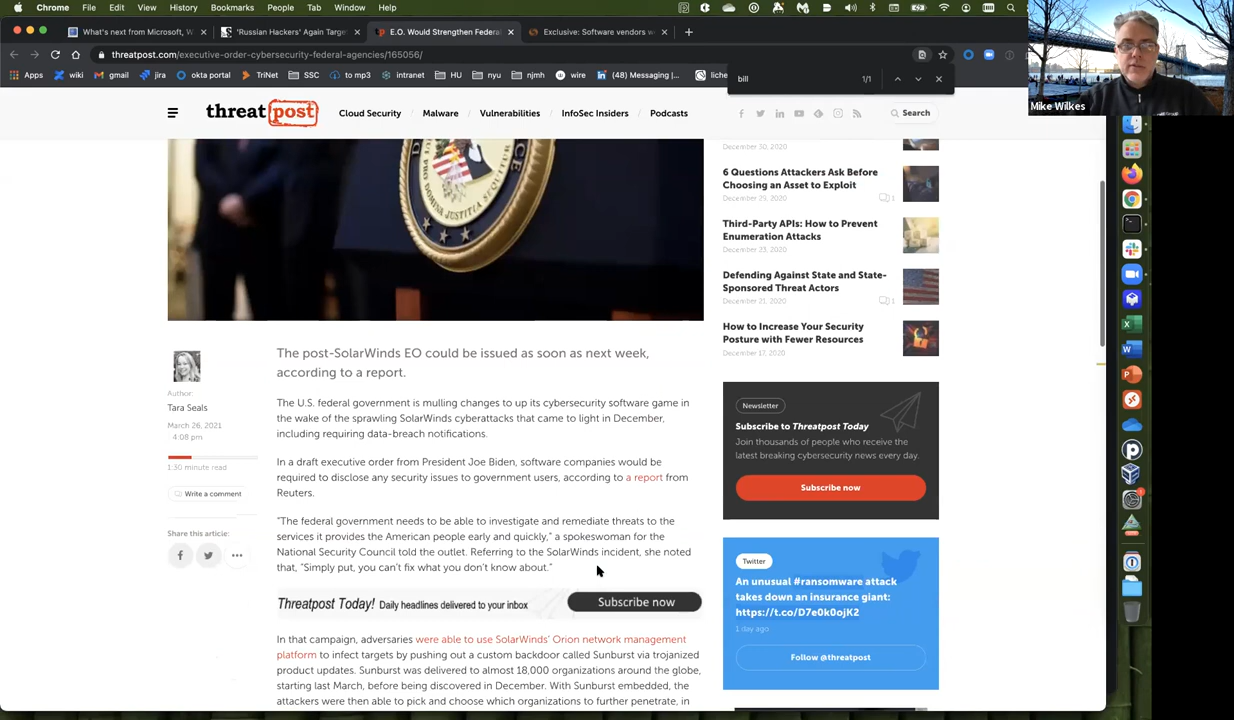 Chrome File Edit View History Bookmarks Profiles Tab Window Help
What's next from Microsoft, W
'Russian Hackers' Again Targe
E.O. Would Strengthen Federal
Exclusive: Software vendors w
threatpost.com/executive-order-cybersecurity-federal-agencies/165056/
Apps wiki gmail jira okta portal TriNet SSC to mp3 intranet HU nyu njmh wire (48) Messaging |... liche
bill 1/1
Mike Wilkes
threatpost
Cloud Security Malware Vulnerabilities InfoSec Insiders Podcasts
Search
December 30, 2020
6 Questions Attackers Ask Before
Choosing an Asset to Exploit
December 29, 2020 1
Third-Party APIs: How to Prevent
Enumeration Attacks
December 23, 2020
Defending Against State and State-
Sponsored Threat Actors
December 21, 2020 1
How to Increase Your Security
Posture with Fewer Resources
December 17, 2020
The post-SolarWinds EO could be issued as soon as next week,
according to a report.
Author:
Tara Seals
March 26, 2021
4:08 pm
1:30 minute read
Write a comment
Share this article:
The U.S. federal government is mulling changes to up its cybersecurity software game in
the wake of the sprawling SolarWinds cyberattacks that came to light in December,
including requiring data-breach notifications.
In a draft executive order from President Joe Biden, software companies would be
required to disclose any security issues to government users, according to a report from
Reuters.
"The federal government needs to be able to investigate and remediate threats to the
services it provides the American people early and quickly," a spokeswoman for the
National Security Council told the outlet. Referring to the SolarWinds incident, she noted
that, "Simply put, you can't fix what you don't know about."
Threatpost Today! Daily headlines delivered to your inbox Subscribe now
In that campaign, adversaries were able to use SolarWinds' Orion network management
platform to infect targets by pushing out a custom backdoor called Sunburst via trojanized
product updates. Sunburst was delivered to almost 18,000 organizations around the globe,
starting last March, before being discovered in December. With Sunburst embedded, the
attackers were then able to pick and choose which organizations to further penetrate, in
Newsletter
Subscribe to Threatpost Today
Join thousands of people who receive the
latest breaking cybersecurity news every day.
Subscribe now
Twitter
An unusual #ransomware attack
takes down an insurance giant:
https://t.co/D7e0k0ojK2
1 day ago
Follow @threatpost